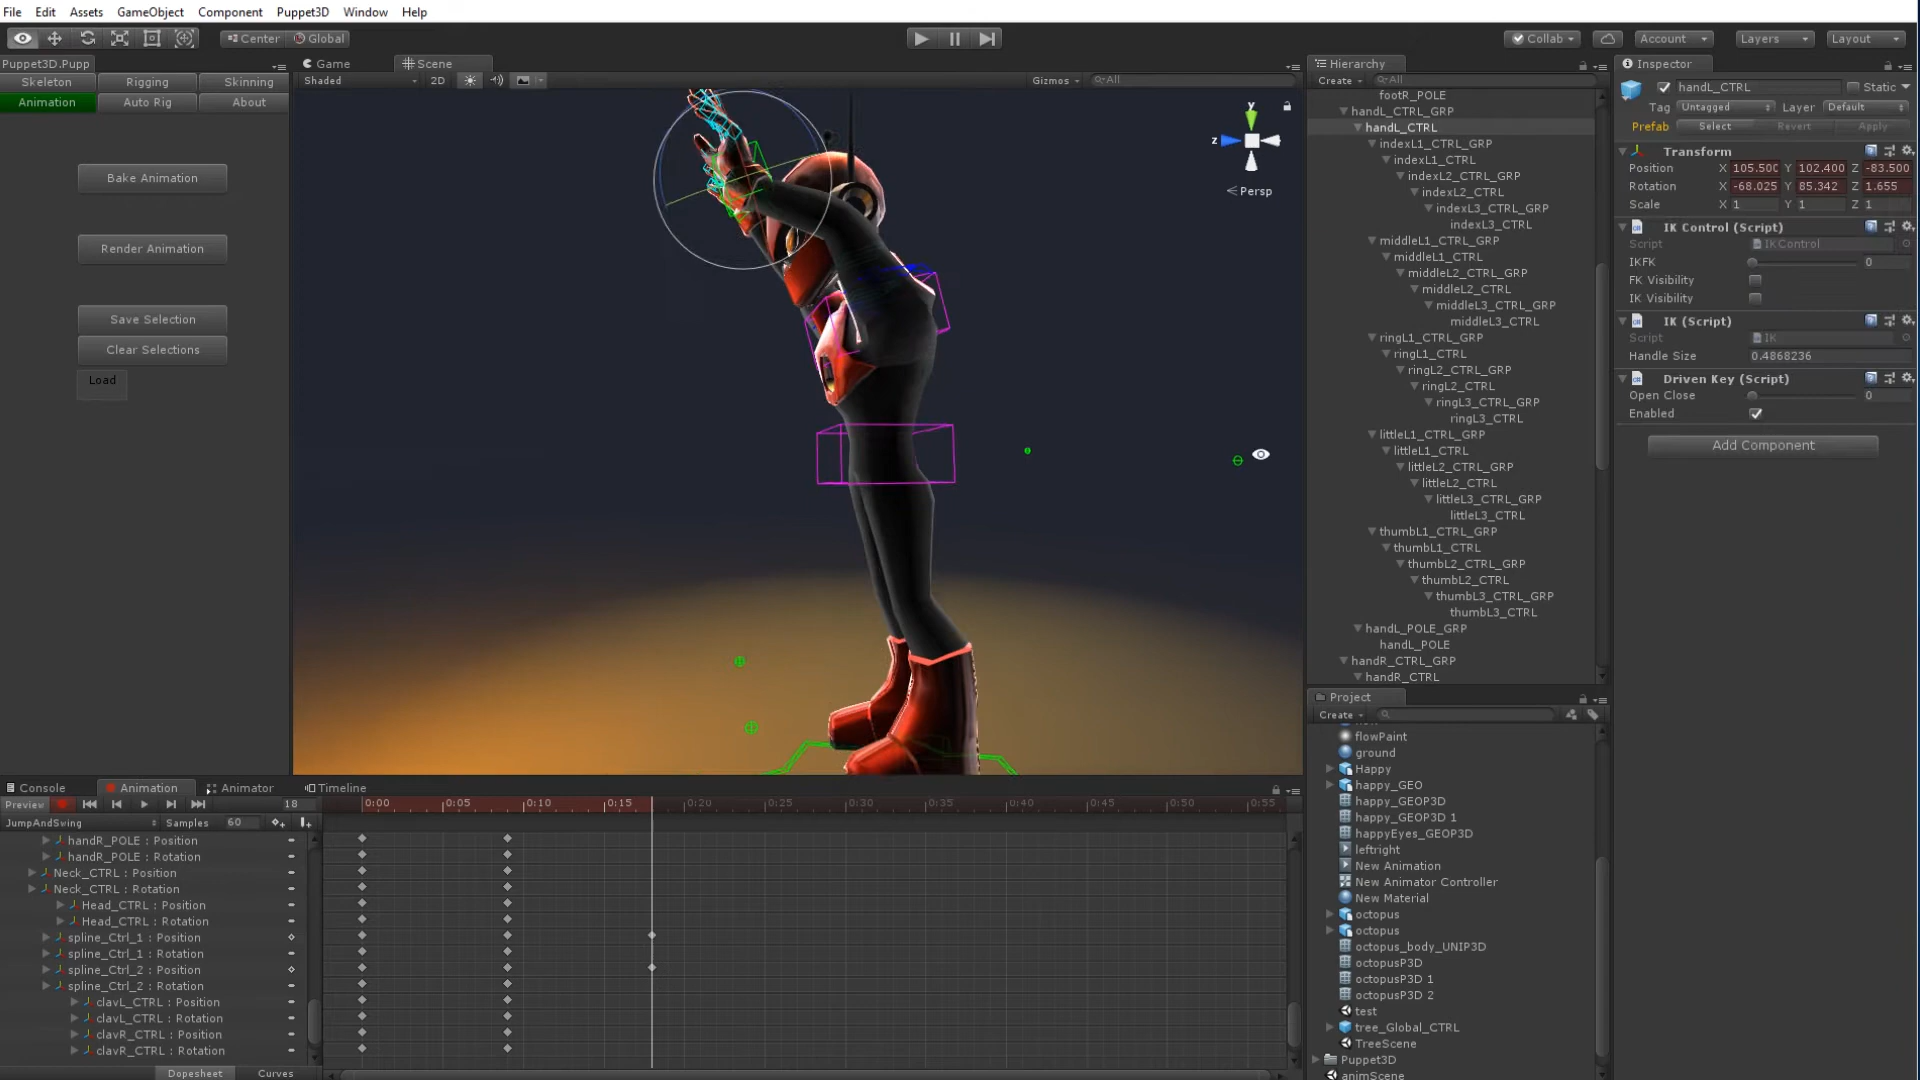 File Edit Assets GameObject Component Puppet3D Window Help
Center Global
Collab Account Layers Layout
Puppet3D.Pupp
Skeleton Rigging Skinning
Animation Auto Rig About
Bake Animation
Render Animation
Save Selection
Clear Selections
Load
Game Scene
Shaded 2D Gizmos All
y
z
Persp
Hierarchy
Create All
footR_POLE
handL_CTRL_GRP
handL_CTRL
indexL1_CTRL_GRP
indexL1_CTRL
indexL2_CTRL_GRP
indexL2_CTRL
indexL3_CTRL_GRP
indexL3_CTRL
middleL1_CTRL_GRP
middleL1_CTRL
middleL2_CTRL_GRP
middleL2_CTRL
middleL3_CTRL_GRP
middleL3_CTRL
ringL1_CTRL_GRP
ringL1_CTRL
ringL2_CTRL_GRP
ringL2_CTRL
ringL3_CTRL_GRP
ringL3_CTRL
littleL1_CTRL_GRP
littleL1_CTRL
littleL2_CTRL_GRP
littleL2_CTRL
littleL3_CTRL_GRP
littleL3_CTRL
thumbL1_CTRL_GRP
thumbL1_CTRL
thumbL2_CTRL_GRP
thumbL2_CTRL
thumbL3_CTRL_GRP
thumbL3_CTRL
handL_POLE_GRP
handL_POLE
handR_CTRL_GRP
handR_CTRL
Inspector
handL_CTRL Static
Tag Untagged Layer Default
Prefab Select Revert Apply
Transform
Position X 105.500 Y 102.400 Z -83.500
Rotation X -68.025 Y 85.342 Z 1.655
Scale X 1 Y 1 Z 1
IK Control (Script)
Script IKControl
IKFK 0
FK Visibility
IK Visibility
IK (Script)
Script IK
Handle Size 0.4868236
Driven Key (Script)
Open Close 0
Enabled
Add Component
Project
Create
flowPaint
ground
Happy
happy_GEO
happy_GEOP3D
happy_GEOP3D 1
happyEyes_GEOP3D
leftright
New Animation
New Animator Controller
New Material
octopus
octopus
octopus_body_UNIP3D
octopusP3D
octopusP3D 1
octopusP3D 2
test
tree_Global_CTRL
TreeScene
Puppet3D
animScene
Console Animation Animator Timeline
Preview 18 0:00 0:05 0:10 0:15 0:20 0:25 0:30 0:35 0:40 0:45 0:50 0:55
JumpAndSwing Samples 60
handR_POLE : Position
handR_POLE : Rotation
Neck_CTRL : Position
Neck_CTRL : Rotation
Head_CTRL : Position
Head_CTRL : Rotation
spline_Ctrl_1 : Position
spline_Ctrl_1 : Rotation
spline_Ctrl_2 : Position
spline_Ctrl_2 : Rotation
clavL_CTRL : Position
clavL_CTRL : Rotation
clavR_CTRL : Position
clavR_CTRL : Rotation
Dopesheet Curves